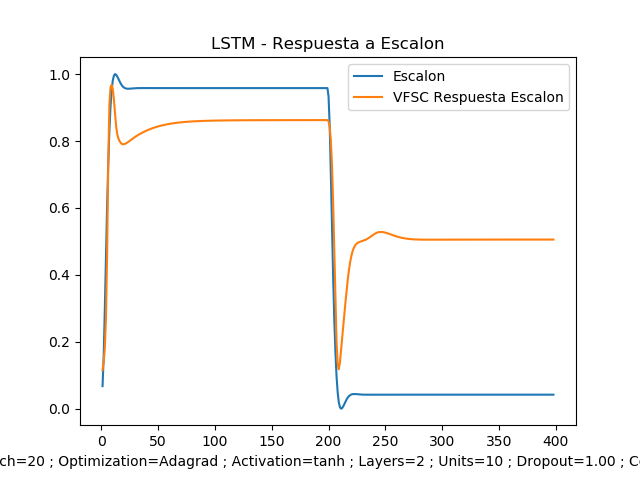 LSTM - Respuesta a Escalon
Escalon
VFSC Respuesta Escalon
1.0
0.8
0.6
0.4
0.2
0.0
0 50 100 150 200 250 300 350 400
ch=20 ; Optimization=Adagrad ; Activation=tanh ; Layers=2 ; Units=10 ; Dropout=1.00 ; C